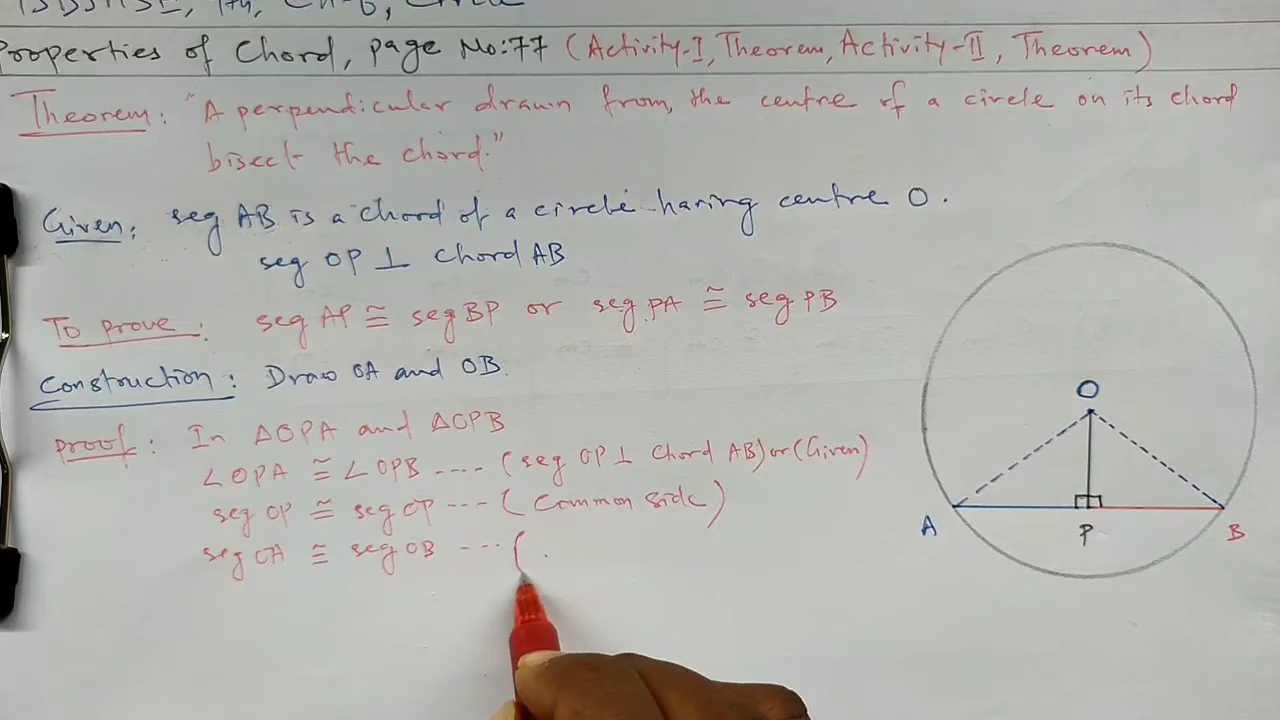 Properties of Chord, page No:77 (Activity-I, Theorem, Activity-II, Theorem)
Theorem: "A perpendicular drawn from, the centre of a circle on its chord
bisect the chord."
Given: seg AB is a chord of a circle having centre O.
seg OP ⊥ chord AB
To prove: seg AP ≅ seg BP or seg PA ≅ seg PB
Construction: Draw OA and OB.
Proof: In ΔOPA and ΔOPB
∠OPA ≅ ∠OPB ---- (seg OP ⊥ Chord AB) or (Given)
seg OP ≅ seg OP --- (Common side)
seg OA ≅ seg OB --- (
O
A
P
B